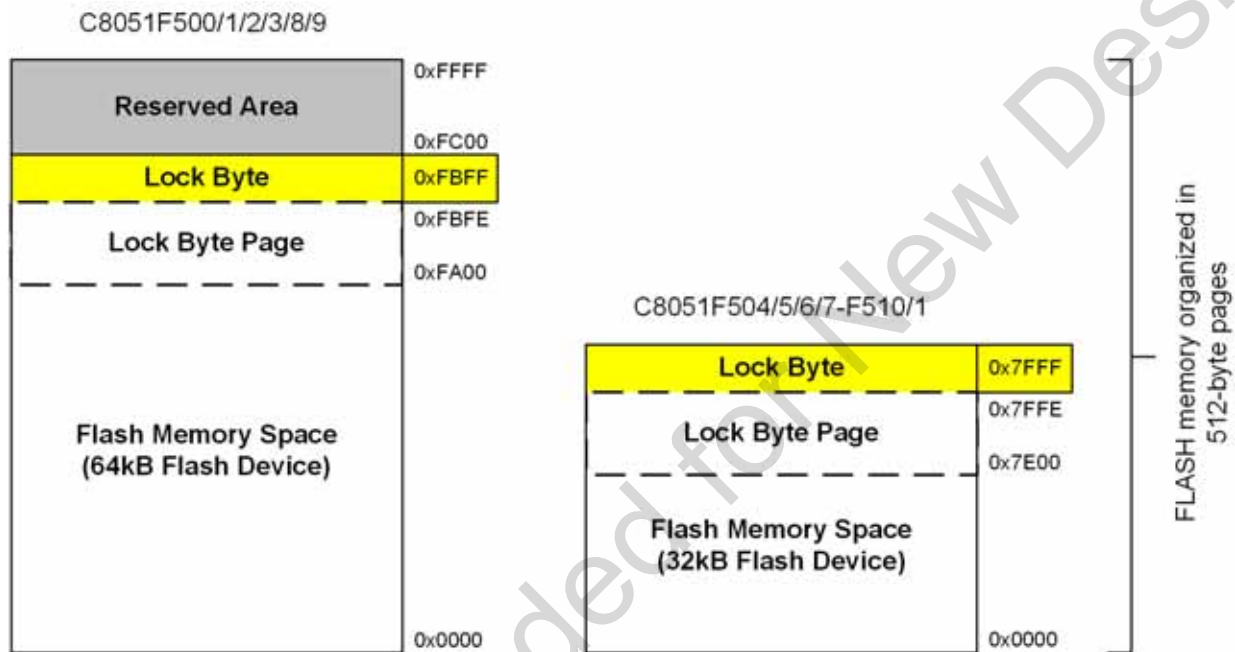 C8051F500/1/2/3/8/9
0xFFFF
Reserved Area
0xFC00
Lock Byte
0xFBFF
0xFBFE
Lock Byte Page
0xFA00
Flash Memory Space
(64kB Flash Device)
0x0000
C8051F504/5/6/7-F510/1
Lock Byte
0x7FFF
0x7FFE
Lock Byte Page
0x7E00
Flash Memory Space
(32kB Flash Device)
0x0000
FLASH memory organized in
512-byte pages
for New